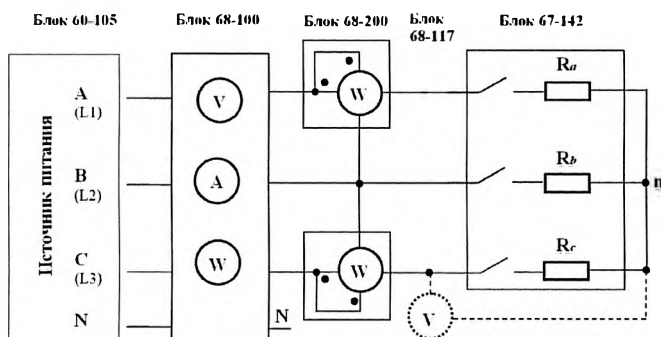 Блок 60-105 Блок 68-100 Блок 68-200 Блок 68-117 Блок 67-142
Источник питания
A (L1)
V
W
Ra
B (L2)
A
Rb
n
C (L3)
W
W
Rc
N
N
V